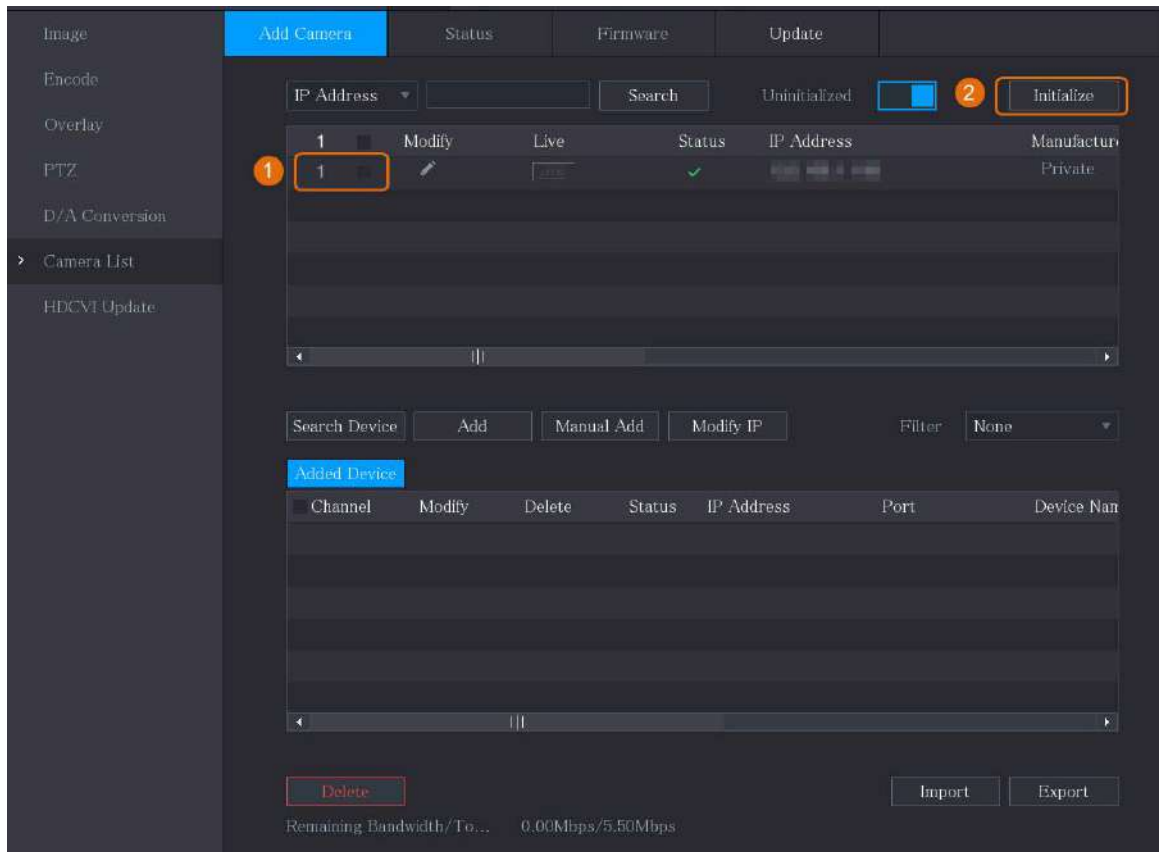 Image
Encode
Overlay
PTZ
D/A Conversion
Camera List
HDCVI Update
Add Camera Status Firmware Update
IP Address Search Uninitialized 2 Initialize
1 Modify Live Status IP Address Manufacture
1 1 Private
Search Device Add Manual Add Modify IP Filter None
Added Device
Channel Modify Delete Status IP Address Port Device Nam
Delete Import Export
Remaining Bandwidth/To... 0.00Mbps/5.50Mbps